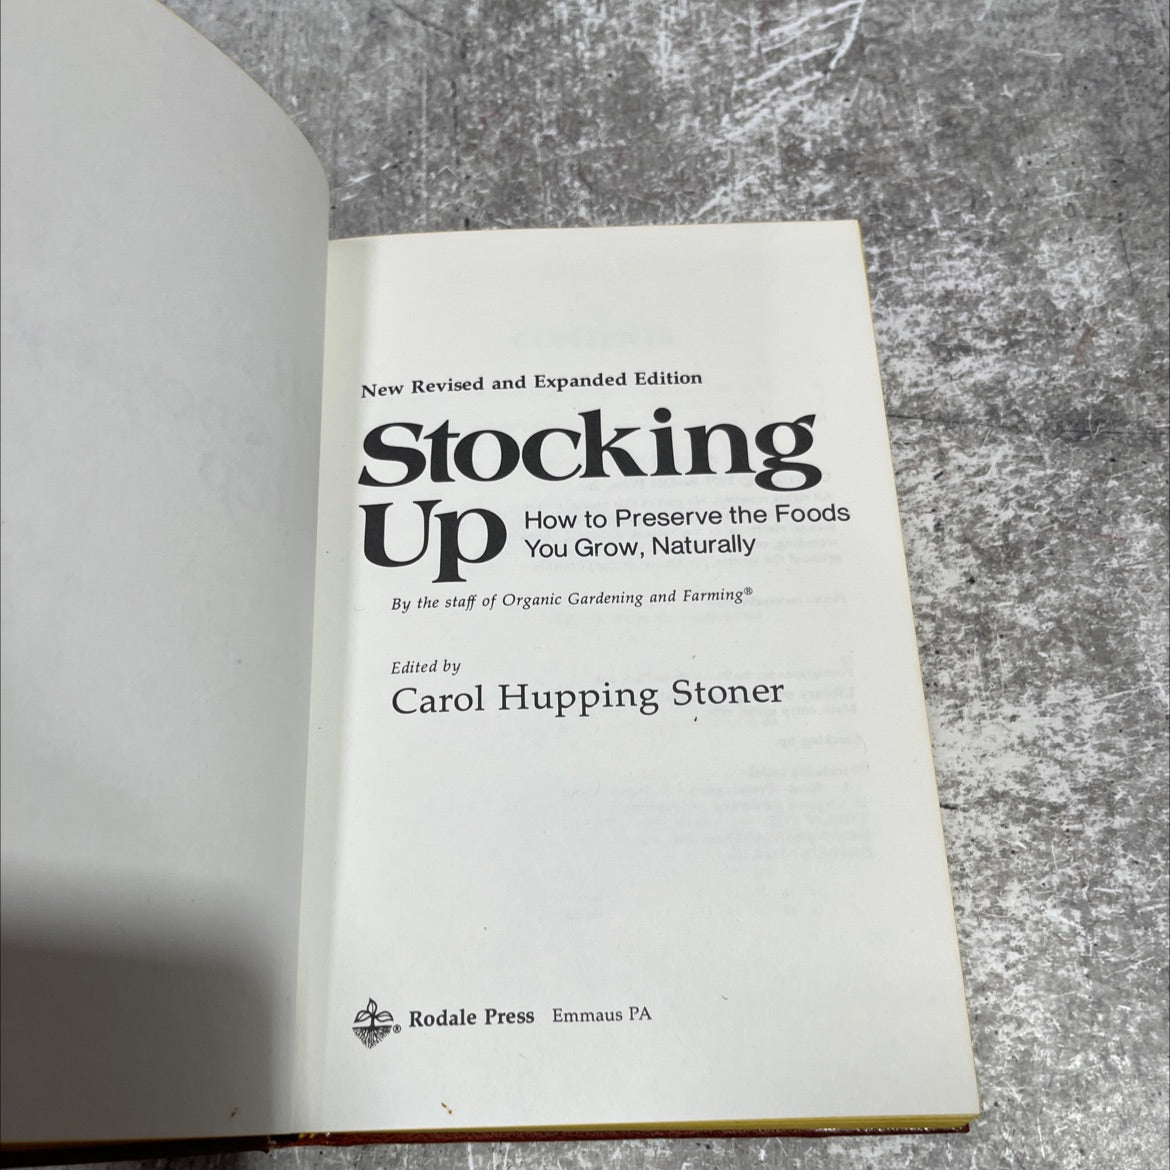 New Revised and Expanded Edition
Stocking
Up
How to Preserve the Foods
You Grow, Naturally
By the staff of Organic Gardening and Farming®
Edited by
Carol Hupping Stoner
® Rodale Press Emmaus PA